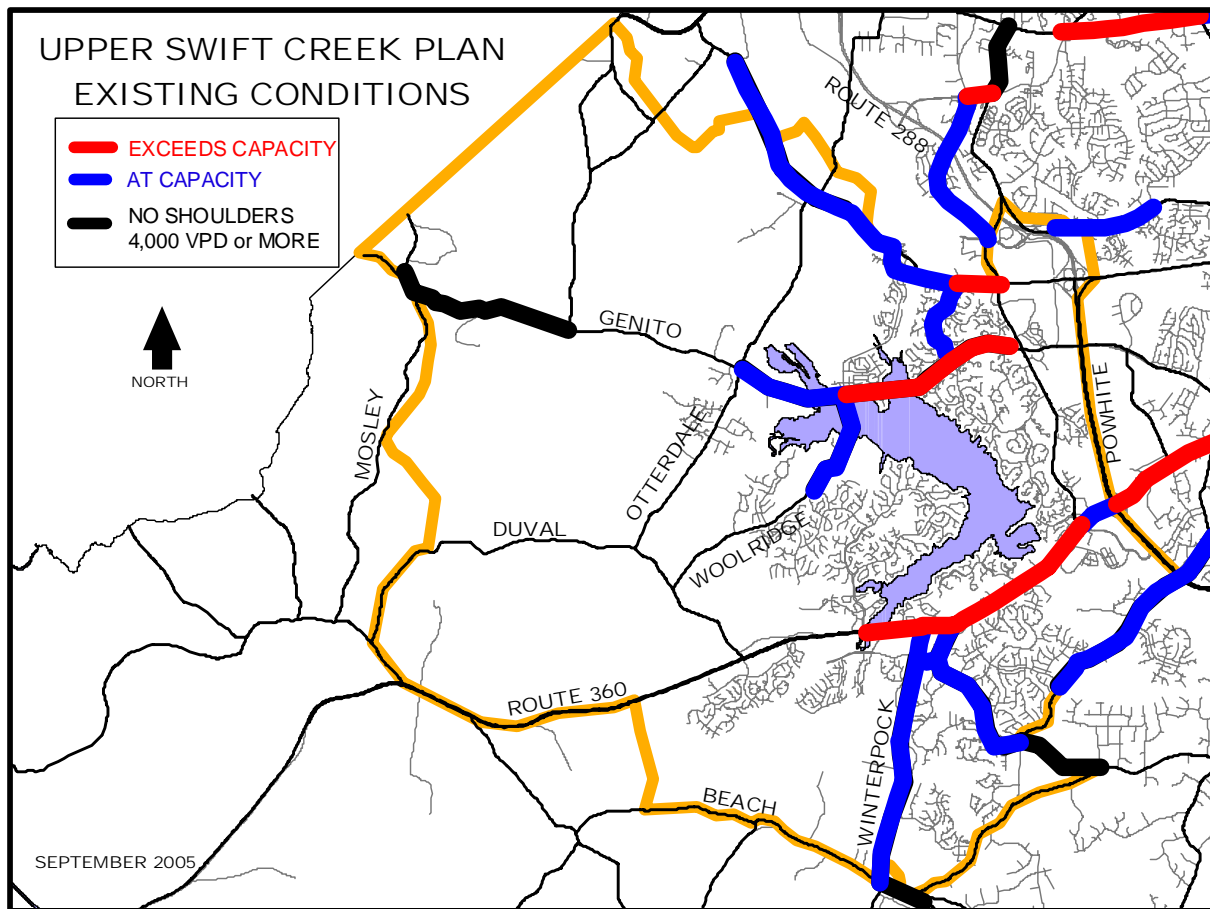 UPPER SWIFT CREEK PLAN
EXISTING CONDITIONS
EXCEEDS CAPACITY
AT CAPACITY
NO SHOULDERS
4,000 VPD or MORE
NORTH
ROUTE 288
GENITO
MOSLEY
OTTERDALE
POWHITE
DUVAL
WOOLRIDGE
ROUTE 360
WINTERPOCK
BEACH
SEPTEMBER 2005